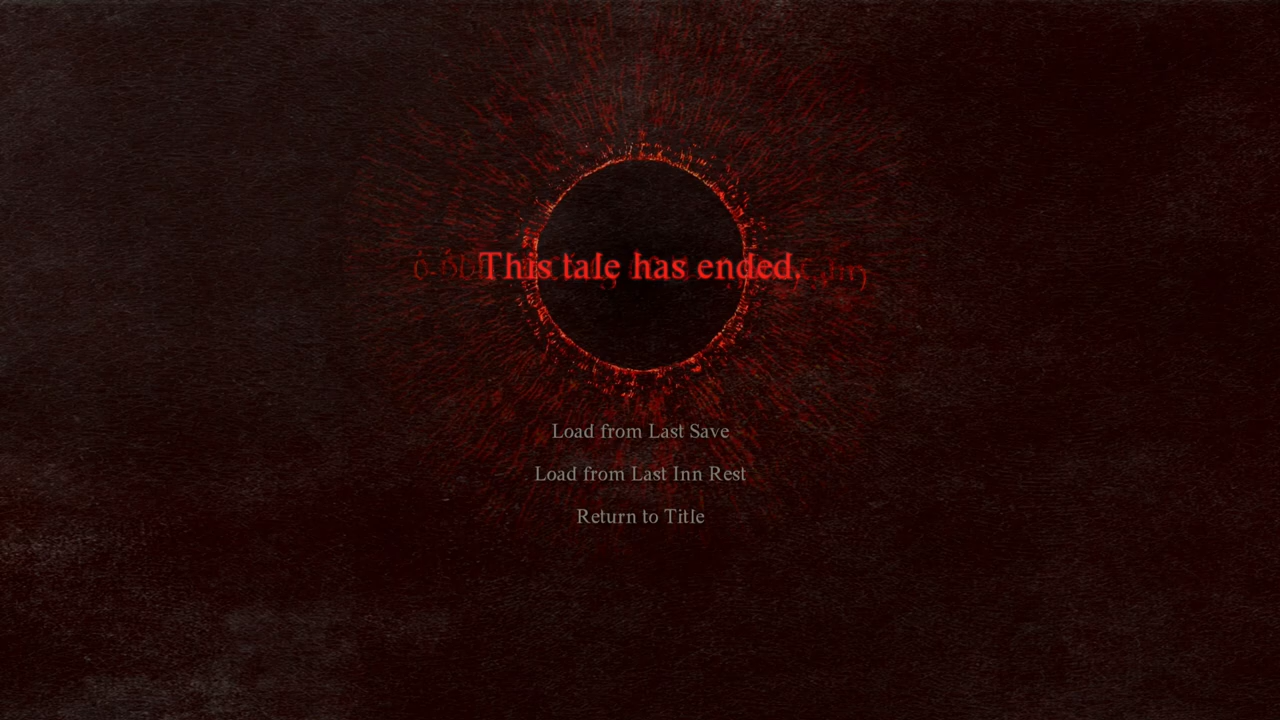 This tale has ended.
Load from Last Save
Load from Last Inn Rest
Return to Title